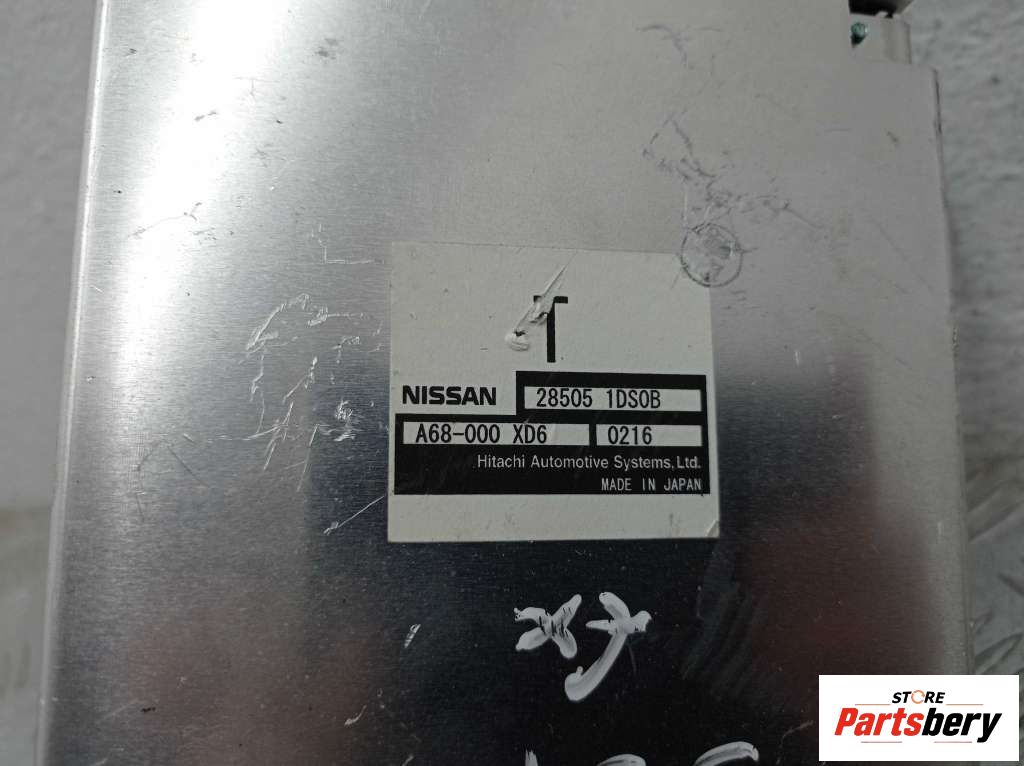 T
NISSAN 28505 1DS0B
A68-000 XD6 0216
Hitachi Automotive Systems, Ltd.
MADE IN JAPAN
STORE
Partsbery